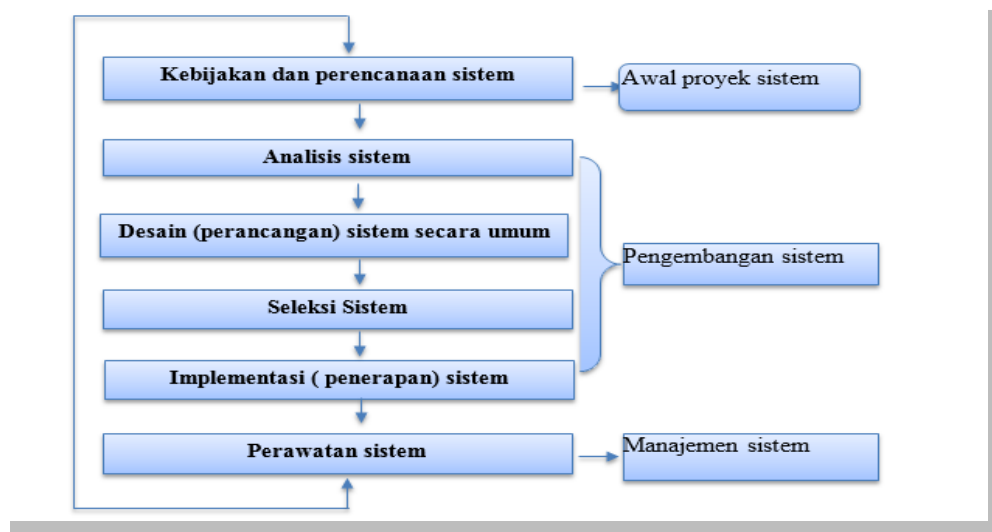 Kebijakan dan perencanaan sistem
Awal proyek sistem
Analisis sistem
Desain (perancangan) sistem secara umum
Pengembangan sistem
Seleksi Sistem
Implementasi ( penerapan) sistem
Perawatan sistem
Manajemen sistem